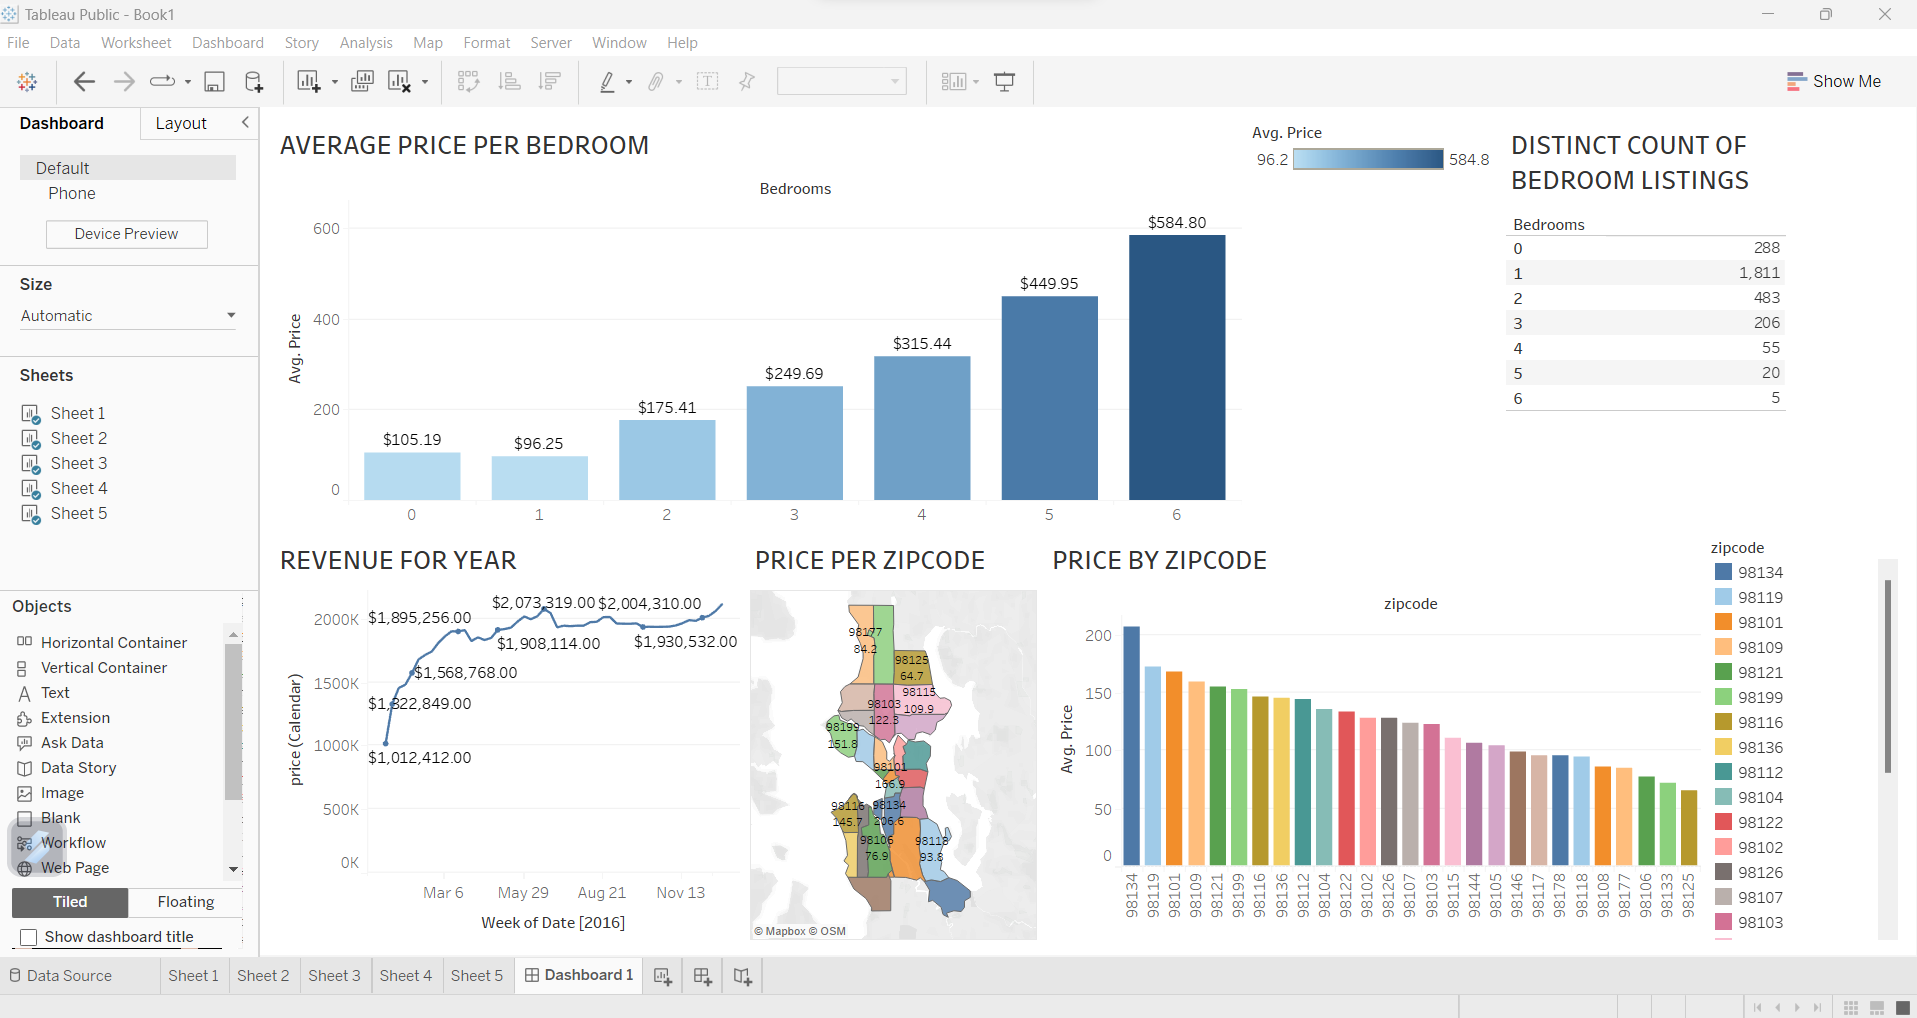 Tableau Public - Book1
File Data Worksheet Dashboard Story Analysis Map Format Server Window Help
Show Me
Dashboard Layout
Default
Phone
Device Preview
Size
Automatic
Sheets
Sheet 1
Sheet 2
Sheet 3
Sheet 4
Sheet 5
Objects
Horizontal Container
Vertical Container
Text
Extension
Ask Data
Data Story
Image
Blank
Workflow
Web Page
Tiled Floating
Show dashboard title
AVERAGE PRICE PER BEDROOM
Bedrooms
Avg. Price
600
400
200
0
$105.19
$96.25
$175.41
$249.69
$315.44
$449.95
$584.80
0 1 2 3 4 5 6
Avg. Price
96.2 584.8
DISTINCT COUNT OF
BEDROOM LISTINGS
Bedrooms
0 288
1 1,811
2 483
3 206
4 55
5 20
6 5
REVENUE FOR YEAR
price (Calendar)
2000K
1500K
1000K
500K
0K
$1,895,256.00
$2,073,319.00 $2,004,310.00
$1,908,114.00
$1,930,532.00
$1,568,768.00
$1,322,849.00
$1,012,412.00
Mar 6 May 29 Aug 21 Nov 13
Week of Date [2016]
PRICE PER ZIPCODE
98177
84.2
98125
64.7
98115
109.9
98103
122.3
98199
151.8
98101
166.9
98116
145.7
98134
206.6
98106
76.9
98118
93.8
© Mapbox © OSM
PRICE BY ZIPCODE
zipcode
Avg. Price
200
150
100
50
0
98134 98119 98101 98109 98121 98199 98116 98136 98112 98104 98122 98102 98126 98107 98103 98115 98144 98105 98146 98117 98178 98118 98108 98177 98106 98133 98125
zipcode
98134
98119
98101
98109
98121
98199
98116
98136
98112
98104
98122
98102
98126
98107
98103
Data Source Sheet 1 Sheet 2 Sheet 3 Sheet 4 Sheet 5 Dashboard 1